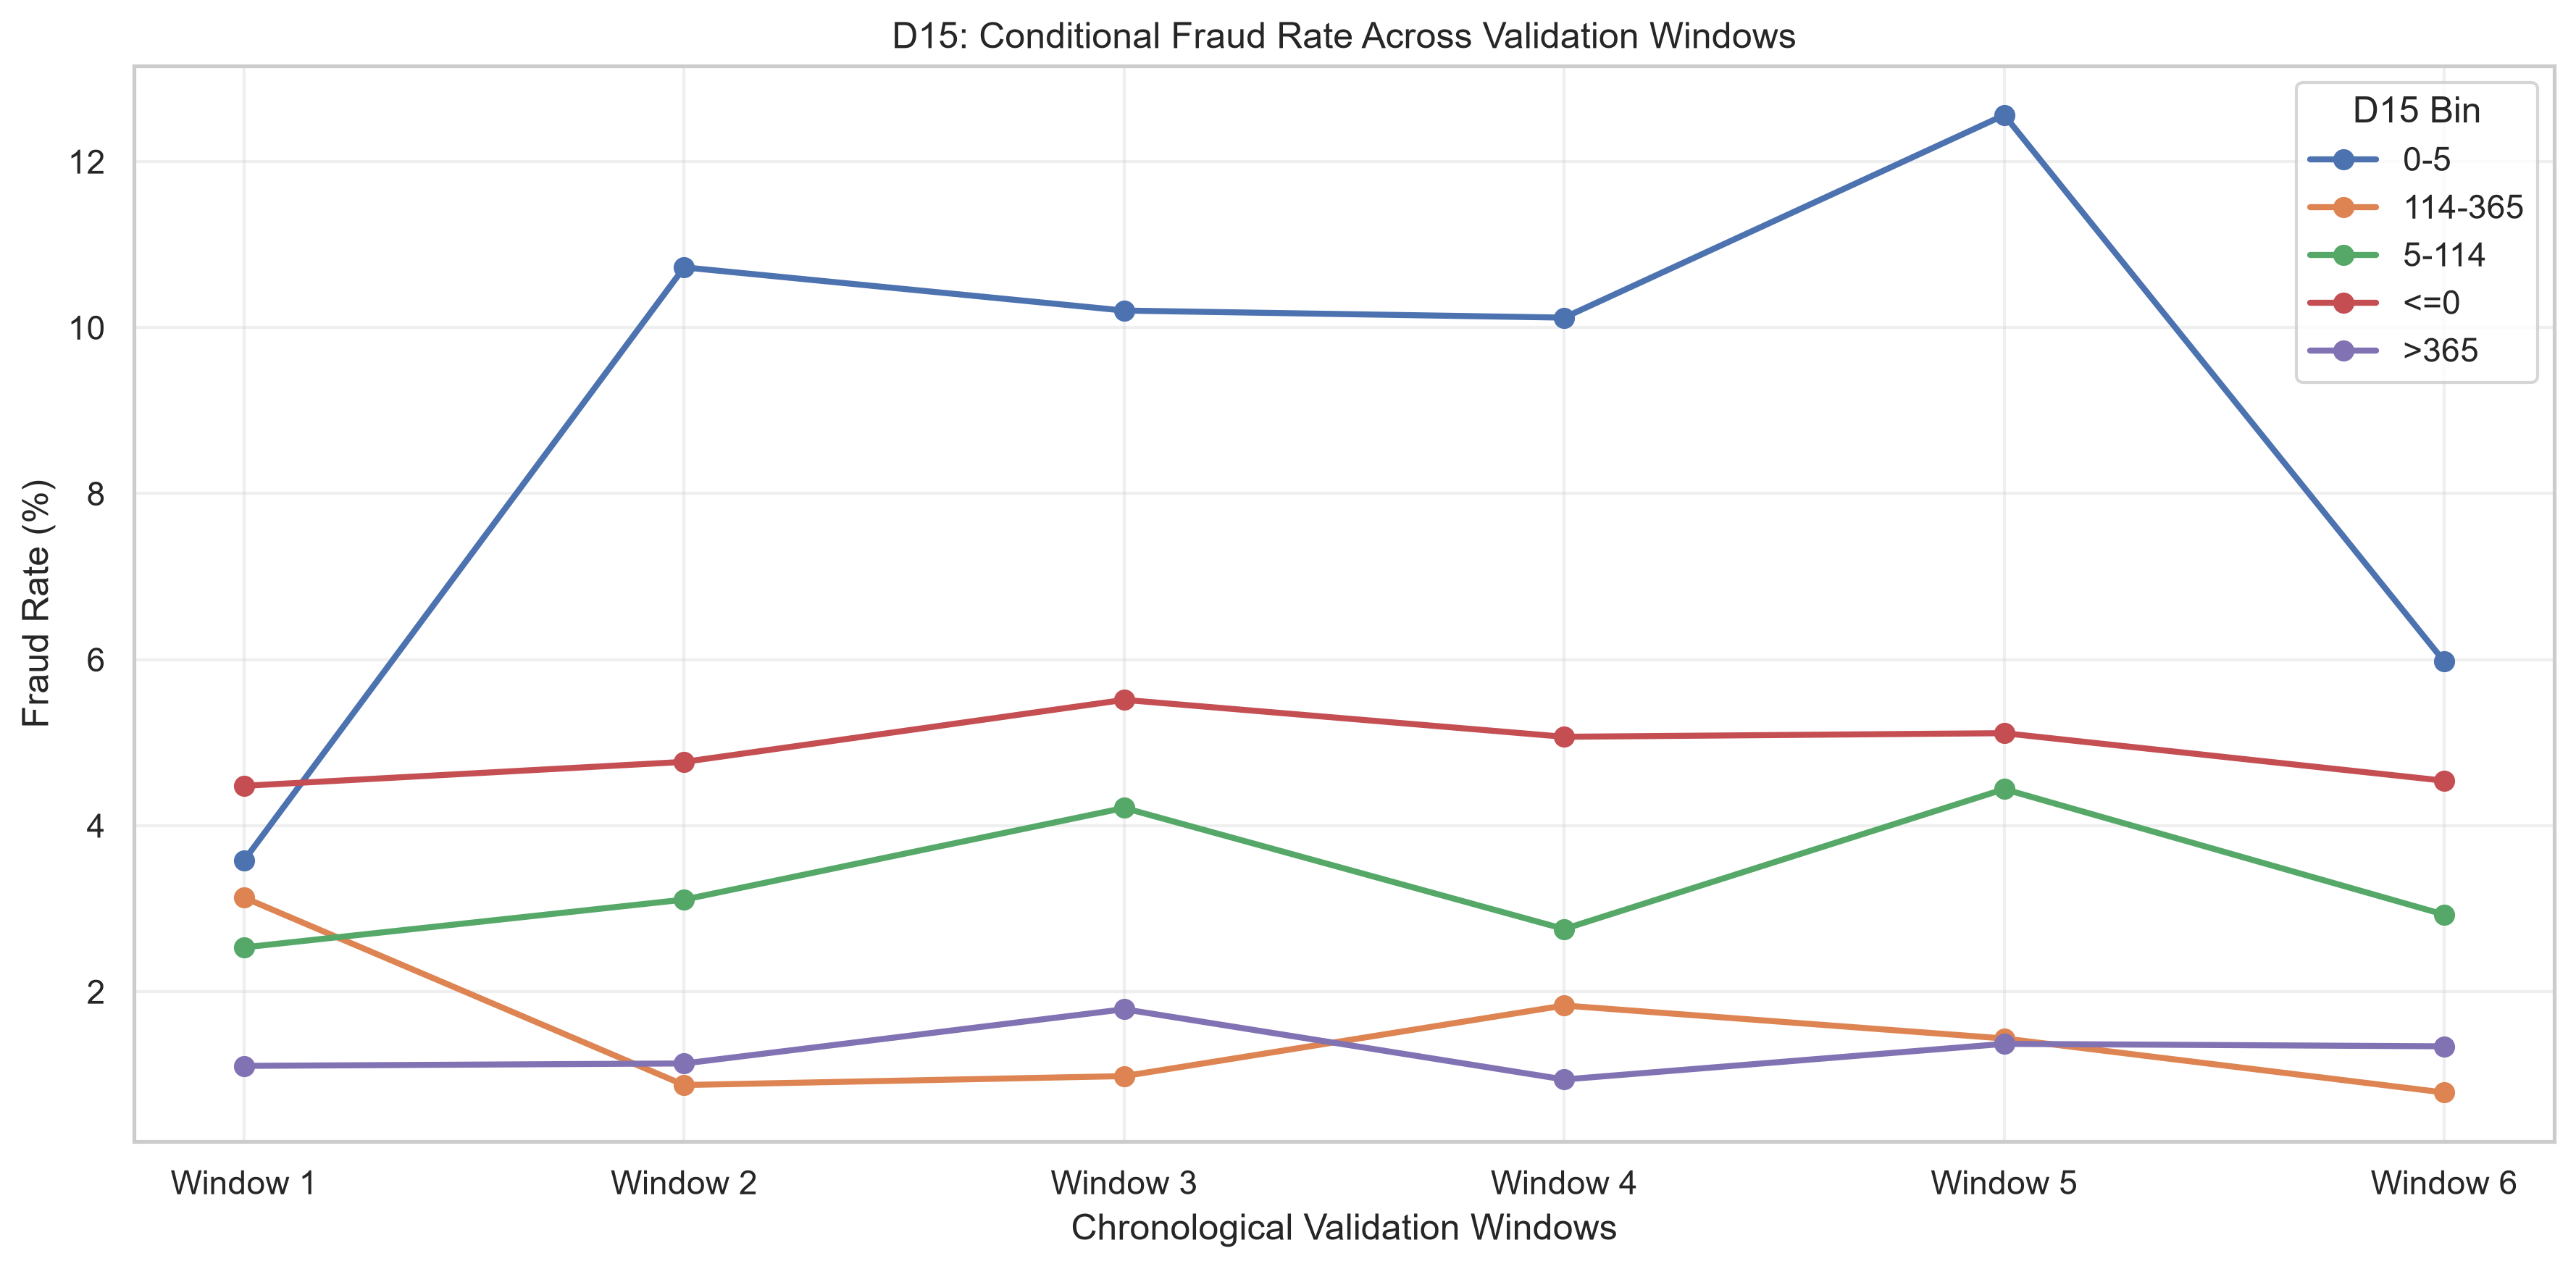 D15: Conditional Fraud Rate Across Validation Windows
D15 Bin
0-5
114-365
5-114
<=0
>365
Fraud Rate (%)
12
10
8
6
4
2
Window 1
Window 2
Window 3
Window 4
Window 5
Window 6
Chronological Validation Windows